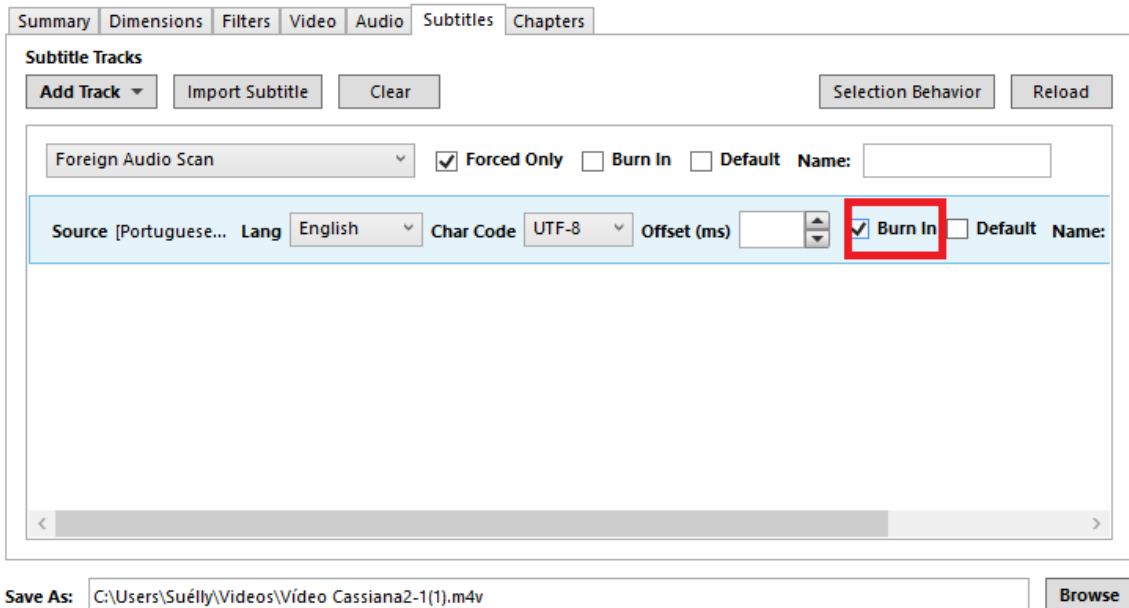 Summary Dimensions Filters Video Audio Subtitles Chapters
Subtitle Tracks
Add Track Import Subtitle Clear Selection Behavior Reload
Foreign Audio Scan Forced Only Burn In Default Name:
Source [Portuguese... Lang English Char Code UTF-8 Offset (ms) Burn In Default Name:
Save As: C:\Users\Suélly\Videos\Vídeo Cassiana2-1(1).m4v Browse